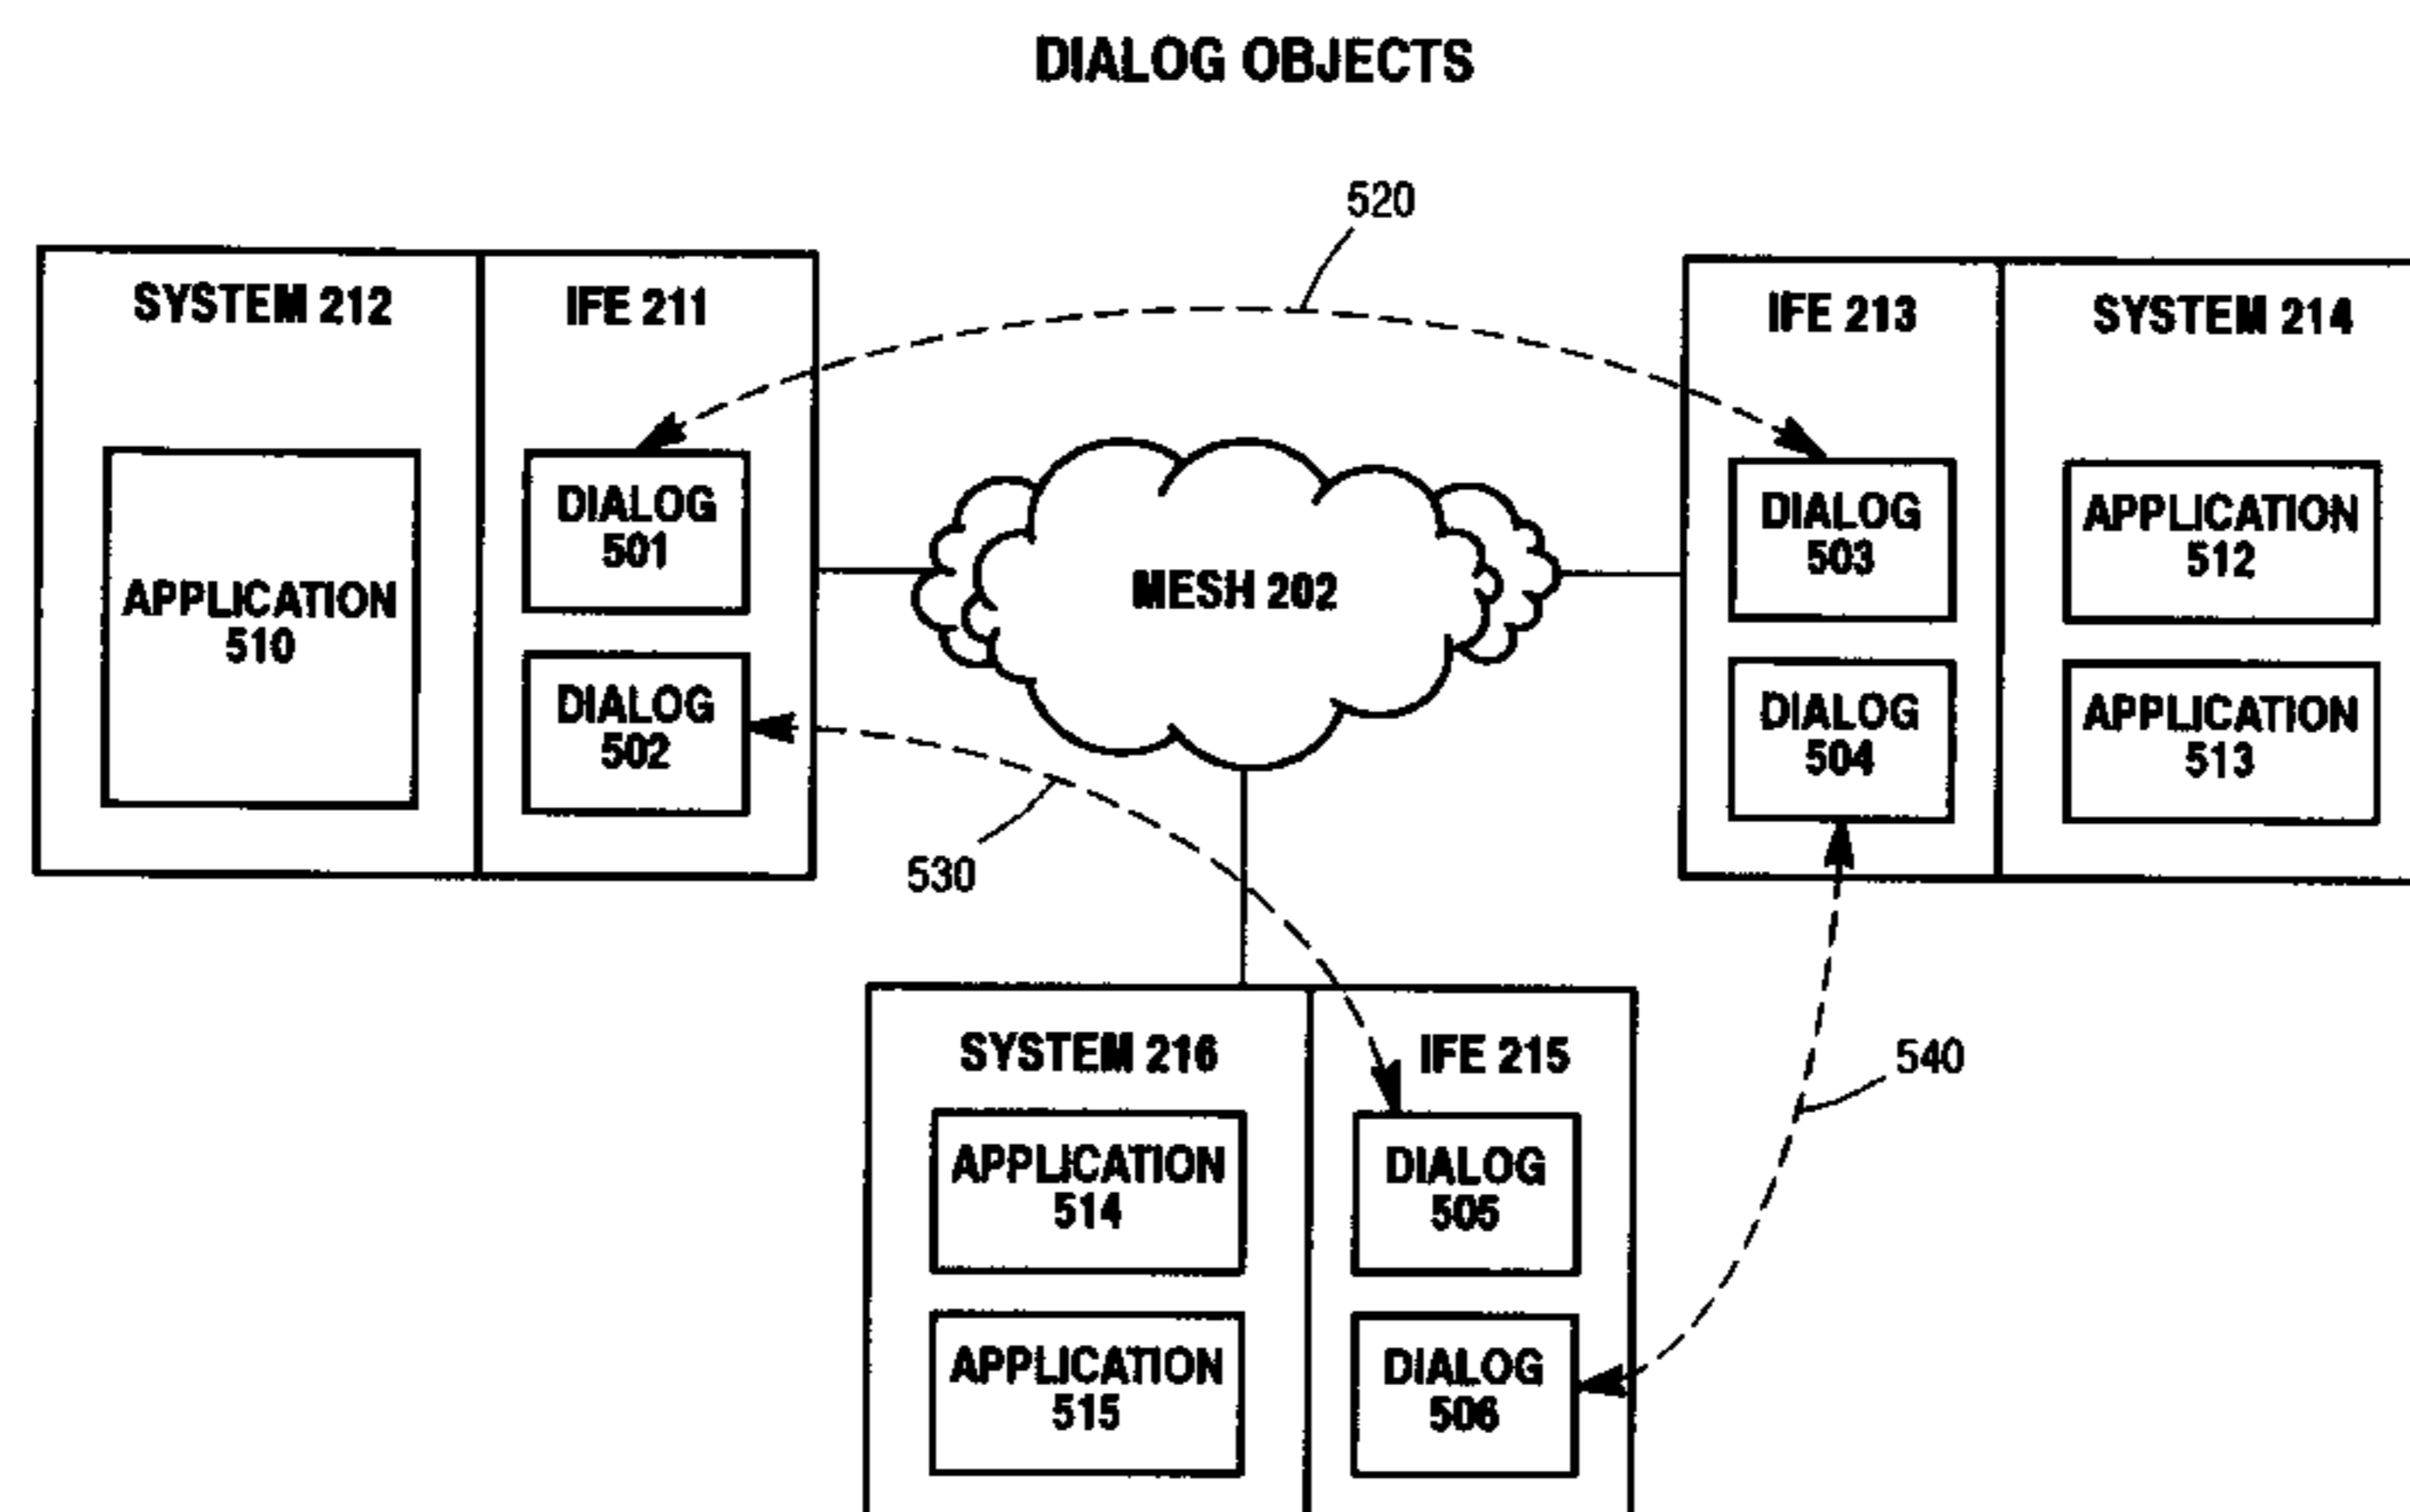 DIALOG OBJECTS
520
SYSTEM 212
IFE 211
IFE 213
SYSTEM 214
APPLICATION
510
DIALOG
501
DIALOG
502
MESH 202
DIALOG
503
DIALOG
504
APPLICATION
512
APPLICATION
513
530
SYSTEM 216
IFE 215
540
APPLICATION
514
DIALOG
505
APPLICATION
515
DIALOG
506